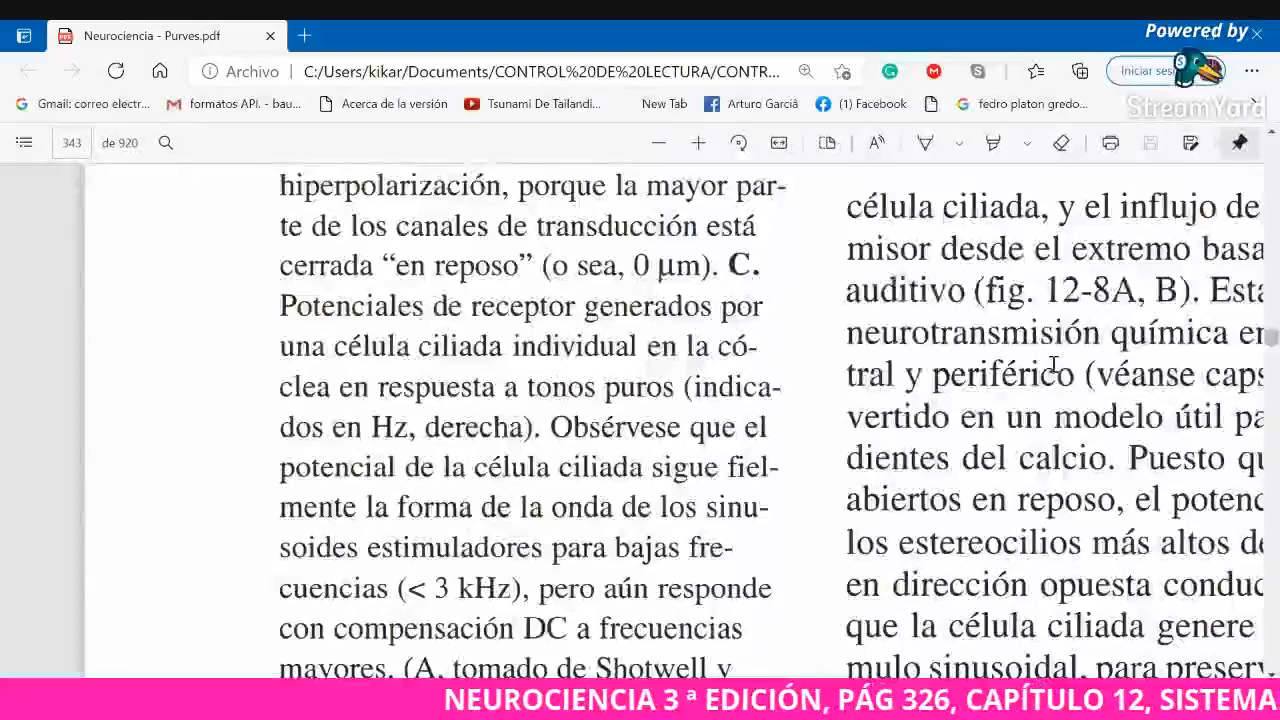 Neurociencia - Purves.pdf
Powered by
StreamYard
Archivo
C:/Users/kikar/Documents/CONTROL%20DE%20LECTURA/CONTR...
Iniciar
Gmail: correo electr...
formatos API. - bau...
Acerca de la versión
Tsunami De Tailandi...
New Tab
Arturo Garciâ
(1) Facebook
fedro platon gredo...
343
de 920
hiperpolarización, porque la mayor par-
te de los canales de transducción está
cerrada “en reposo” (o sea, 0 μm). C.
Potenciales de receptor generados por
una célula ciliada individual en la có-
clea en respuesta a tonos puros (indica-
dos en Hz, derecha). Obsérvese que el
potencial de la célula ciliada sigue fiel-
mente la forma de la onda de los sinu-
soides estimuladores para bajas fre-
cuencias (< 3 kHz), pero aún responde
con compensación DC a frecuencias
mayores. (A, tomado de Shotwell y
célula ciliada, y el influjo de
misor desde el extremo basa
auditivo (fig. 12-8A, B). Esta
neurotransmisión química en
tral y periférico (véanse caps
vertido en un modelo útil pa
dientes del calcio. Puesto qu
abiertos en reposo, el potenc
los estereocilios más altos de
en dirección opuesta conduc
que la célula ciliada genere
mulo sinusoidal, para preserv
NEUROCIENCIA 3 ª EDICIÓN, PÁG 326, CAPÍTULO 12, SISTEMA